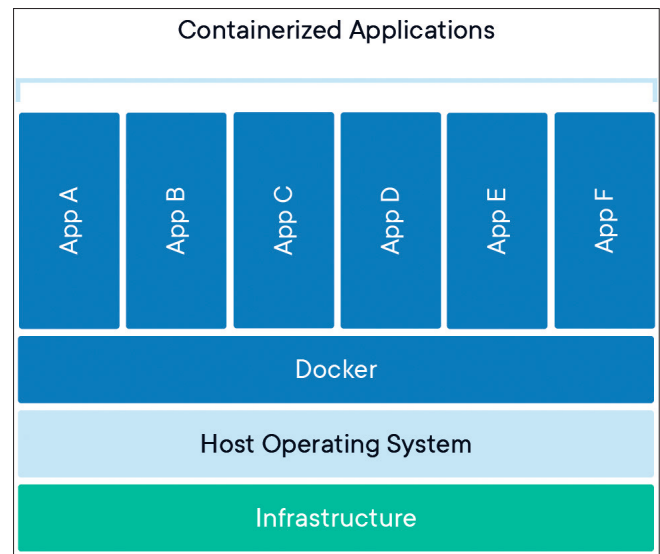 Containerized Applications
App A
App B
App C
App D
App E
App F
Docker
Host Operating System
Infrastructure